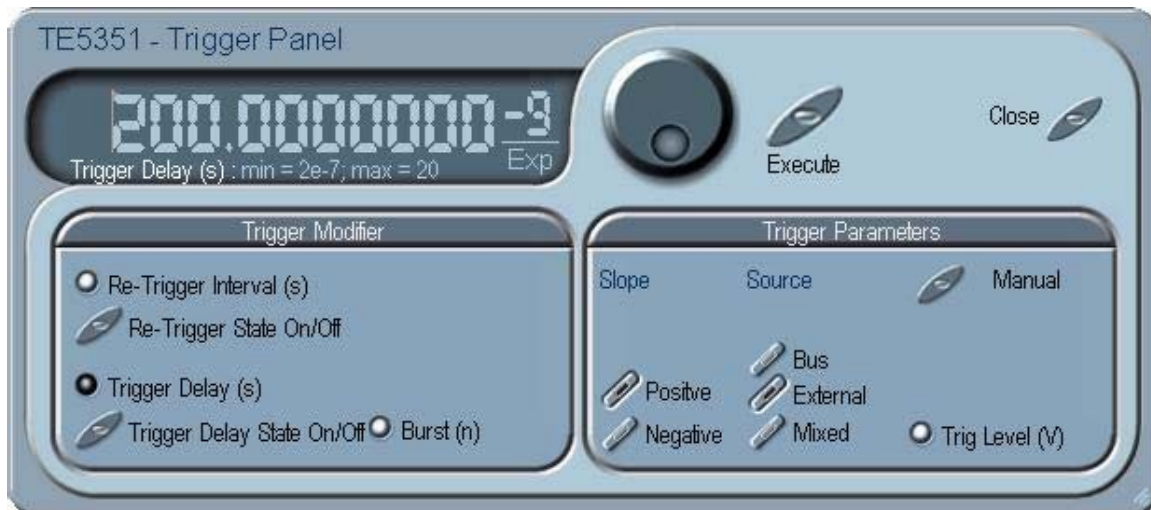 TE5351 - Trigger Panel
200.0000000 -9
Exp
Trigger Delay (s) : min = 2e-7; max = 20
Execute
Close
Trigger Modifier
Re-Trigger Interval (s)
Re-Trigger State On/Off
Trigger Delay (s)
Trigger Delay State On/Off Burst (n)
Trigger Parameters
Slope Source Manual
Bus
Positve External
Negative Mixed Trig Level (V)